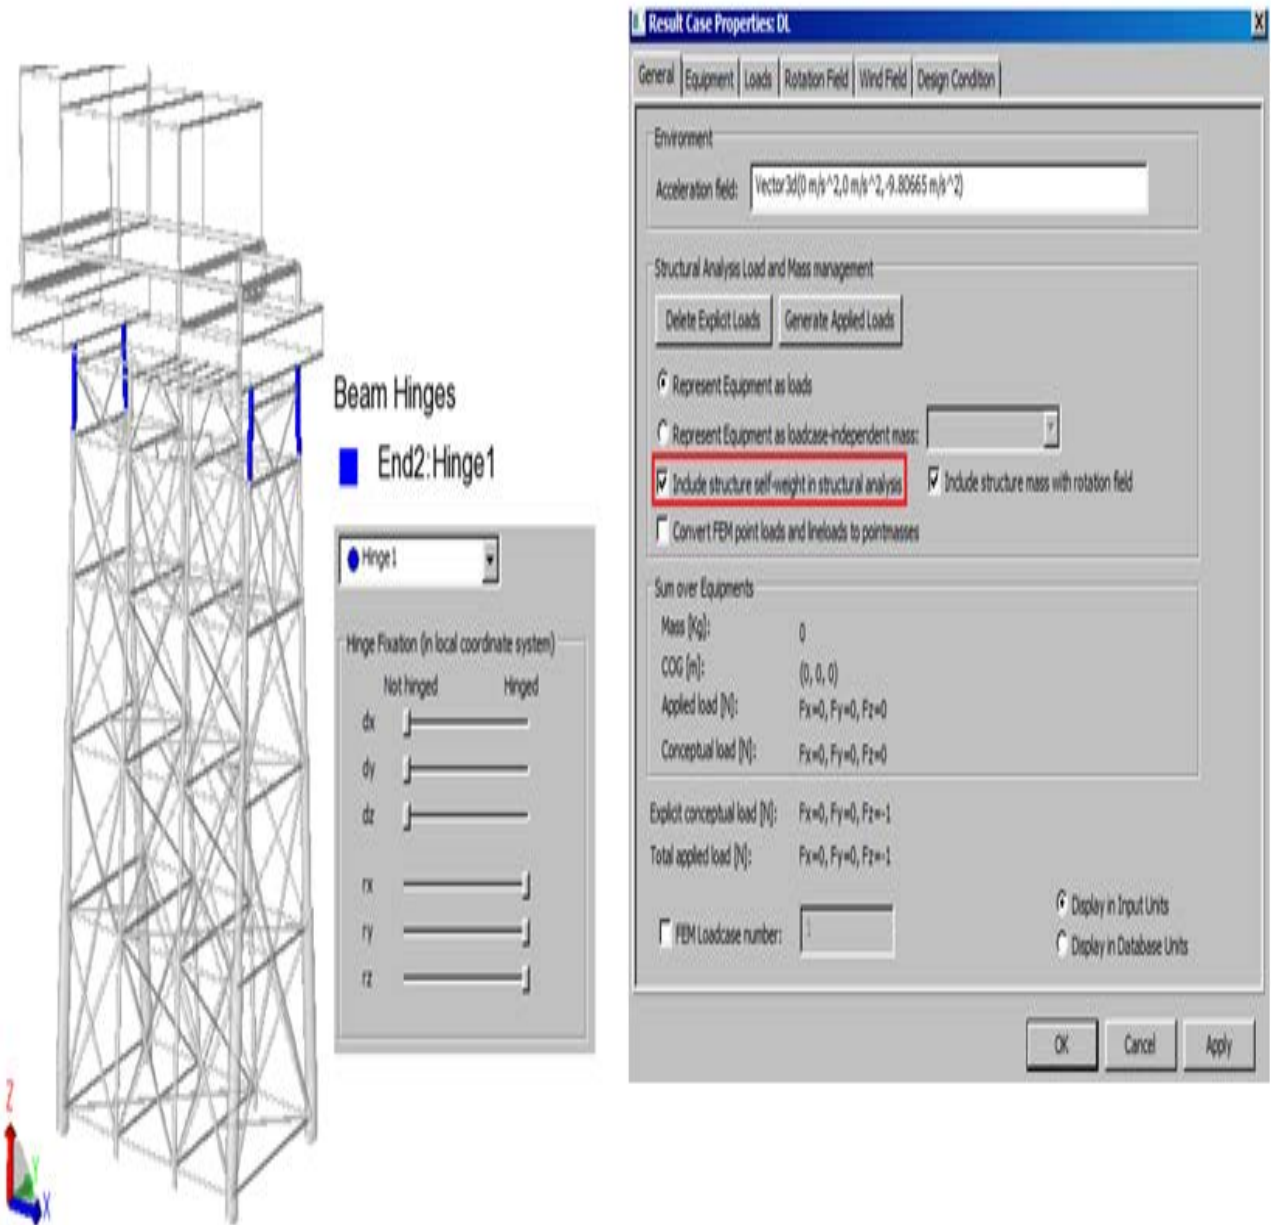 Beam Hinges
End2:Hinge1
Hinge1
Hinge Fixation (in local coordinate system)
Not hinged Hinged
dx
dy
dz
rx
ry
rz
Z
Y
X
Result Case Properties: DL
General Equipment Loads Rotation Field Wind Field Design Condition
Environment
Acceleration field: Vector3d(0 m/s^2,0 m/s^2,-9.80665 m/s^2)
Structural Analysis Load and Mass management
Delete Explicit Loads Generate Applied Loads
Represent Equipment as loads
Represent Equipment as loadcase-independent mass:
Include structure self-weight in structural analysis Include structure mass with rotation field
Convert FEM point loads and lineloads to pointmasses
Sum over Equipments
Mass [Kg]: 0
COG [m]: (0, 0, 0)
Applied load [N]: Fx=0, Fy=0, Fz=0
Conceptual load [N]: Fx=0, Fy=0, Fz=0
Explicit conceptual load [N]: Fx=0, Fy=0, Fz=-1
Total applied load [N]: Fx=0, Fy=0, Fz=-1
FEM Loadcase number: 1
Display in Input Units
Display in Database Units
OK Cancel Apply